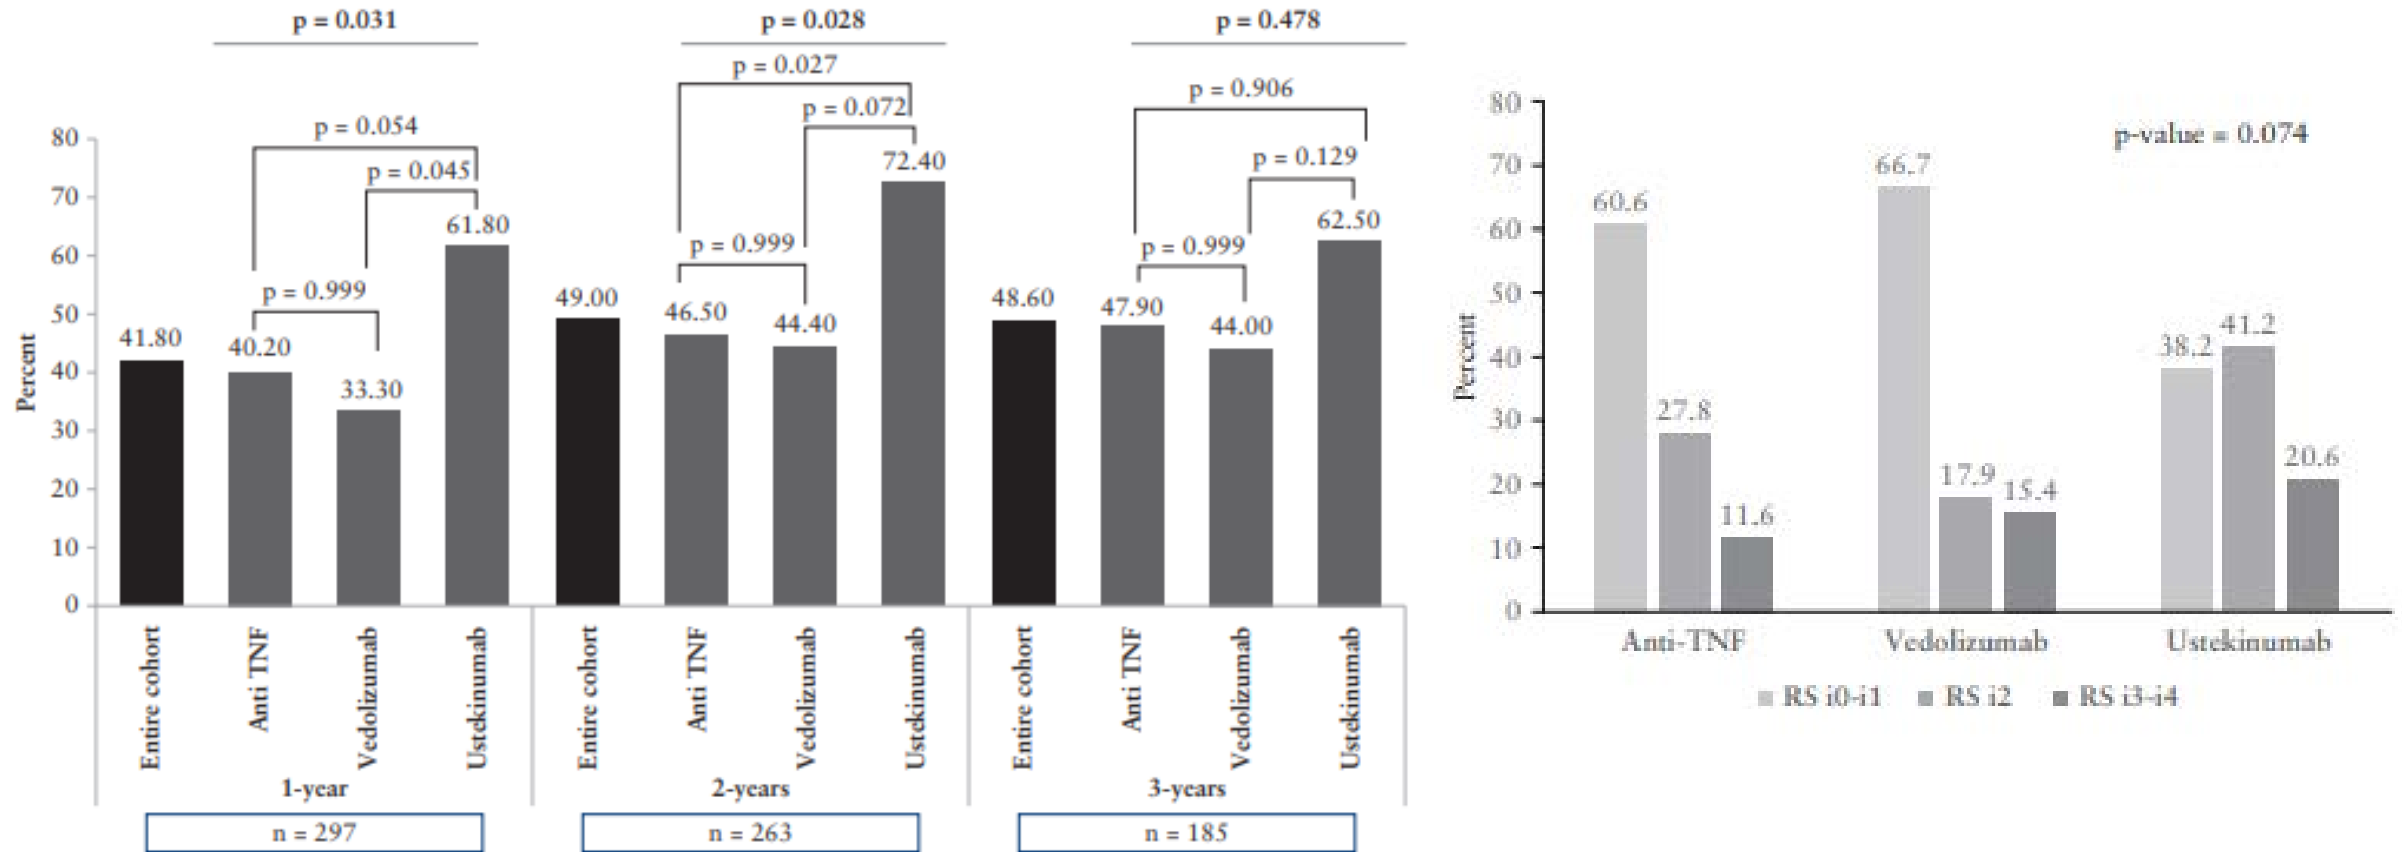 p = 0.031
p = 0.028
p = 0.478
p = 0.027
p = 0.906
p = 0.072
p = 0.054
p = 0.129
p = 0.045
p = 0.999
p = 0.999
p = 0.999
Percent
80
70
60
50
40
30
20
10
0
41.80
40.20
33.30
61.80
49.00
46.50
44.40
72.40
48.60
47.90
44.00
62.50
Entire cohort
Anti TNF
Vedolizumab
Ustekinumab
Entire cohort
Anti TNF
Vedolizumab
Ustekinumab
Entire cohort
Anti TNF
Vedolizumab
Ustekinumab
1-year
2-years
3-years
n = 297
n = 263
n = 185
p-value = 0.074
Percent
80
70
60
50
40
30
20
10
0
60.6
27.8
11.6
66.7
17.9
15.4
38.2
41.2
20.6
Anti-TNF
Vedolizumab
Ustekinumab
RS i0-i1
RS i2
RS i3-i4